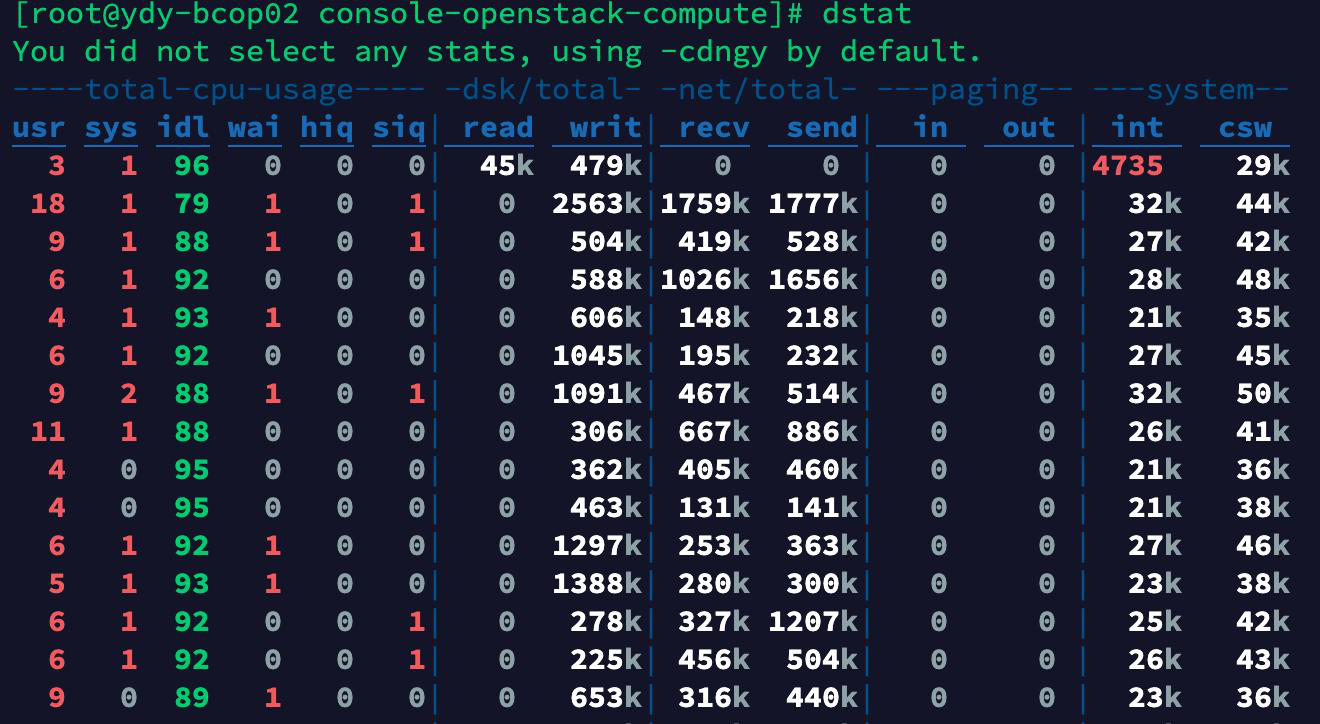 [root@ydy-bcop02 console-openstack-compute]# dstat
You did not select any stats, using -cdngy by default.
----total-cpu-usage---- -dsk/total- -net/total- ---paging-- ---system--
usr sys idl wai hiq siq| read  writ| recv  send|  in   out | int   csw
  3   1  96   0   0   0|  45k  479k|   0     0 |   0     0 |4735    29k
 18   1  79   1   0   1|   0  2563k|1759k 1777k|   0     0 |  32k   44k
  9   1  88   1   0   1|   0   504k| 419k  528k|   0     0 |  27k   42k
  6   1  92   0   0   0|   0   588k|1026k 1656k|   0     0 |  28k   48k
  4   1  93   1   0   0|   0   606k| 148k  218k|   0     0 |  21k   35k
  6   1  92   0   0   0|   0  1045k| 195k  232k|   0     0 |  27k   45k
  9   2  88   1   0   1|   0  1091k| 467k  514k|   0     0 |  32k   50k
 11   1  88   0   0   0|   0   306k| 667k  886k|   0     0 |  26k   41k
  4   0  95   0   0   0|   0   362k| 405k  460k|   0     0 |  21k   36k
  4   0  95   0   0   0|   0   463k| 131k  141k|   0     0 |  21k   38k
  6   1  92   1   0   0|   0  1297k| 253k  363k|   0     0 |  27k   46k
  5   1  93   1   0   0|   0  1388k| 280k  300k|   0     0 |  23k   38k
  6   1  92   0   0   1|   0   278k| 327k 1207k|   0     0 |  25k   42k
  6   1  92   0   0   1|   0   225k| 456k  504k|   0     0 |  26k   43k
  9   0  89   1   0   0|   0   653k| 316k  440k|   0     0 |  23k   36k